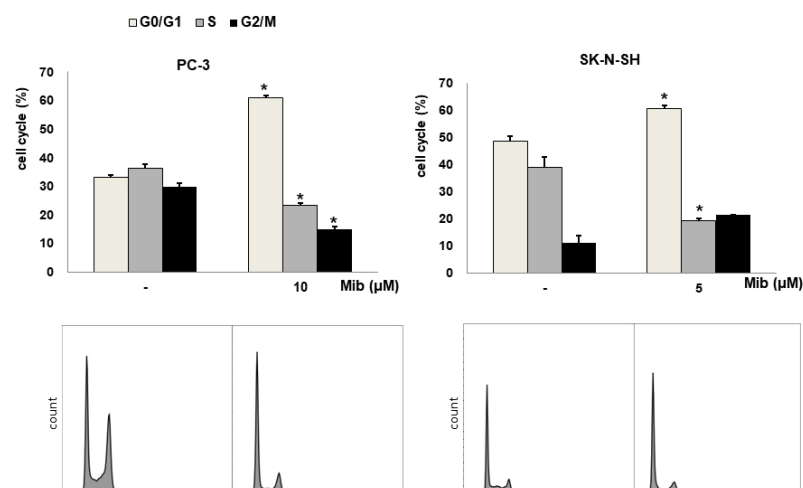 G0/G1 S G2/M
PC-3
cell cycle (%)
70
60
50
40
30
20
10
0
*
*
*
- 10 Mib (µM)
SK-N-SH
cell cycle (%)
70
60
50
40
30
20
10
0
*
*
- 5 Mib (µM)
count
count